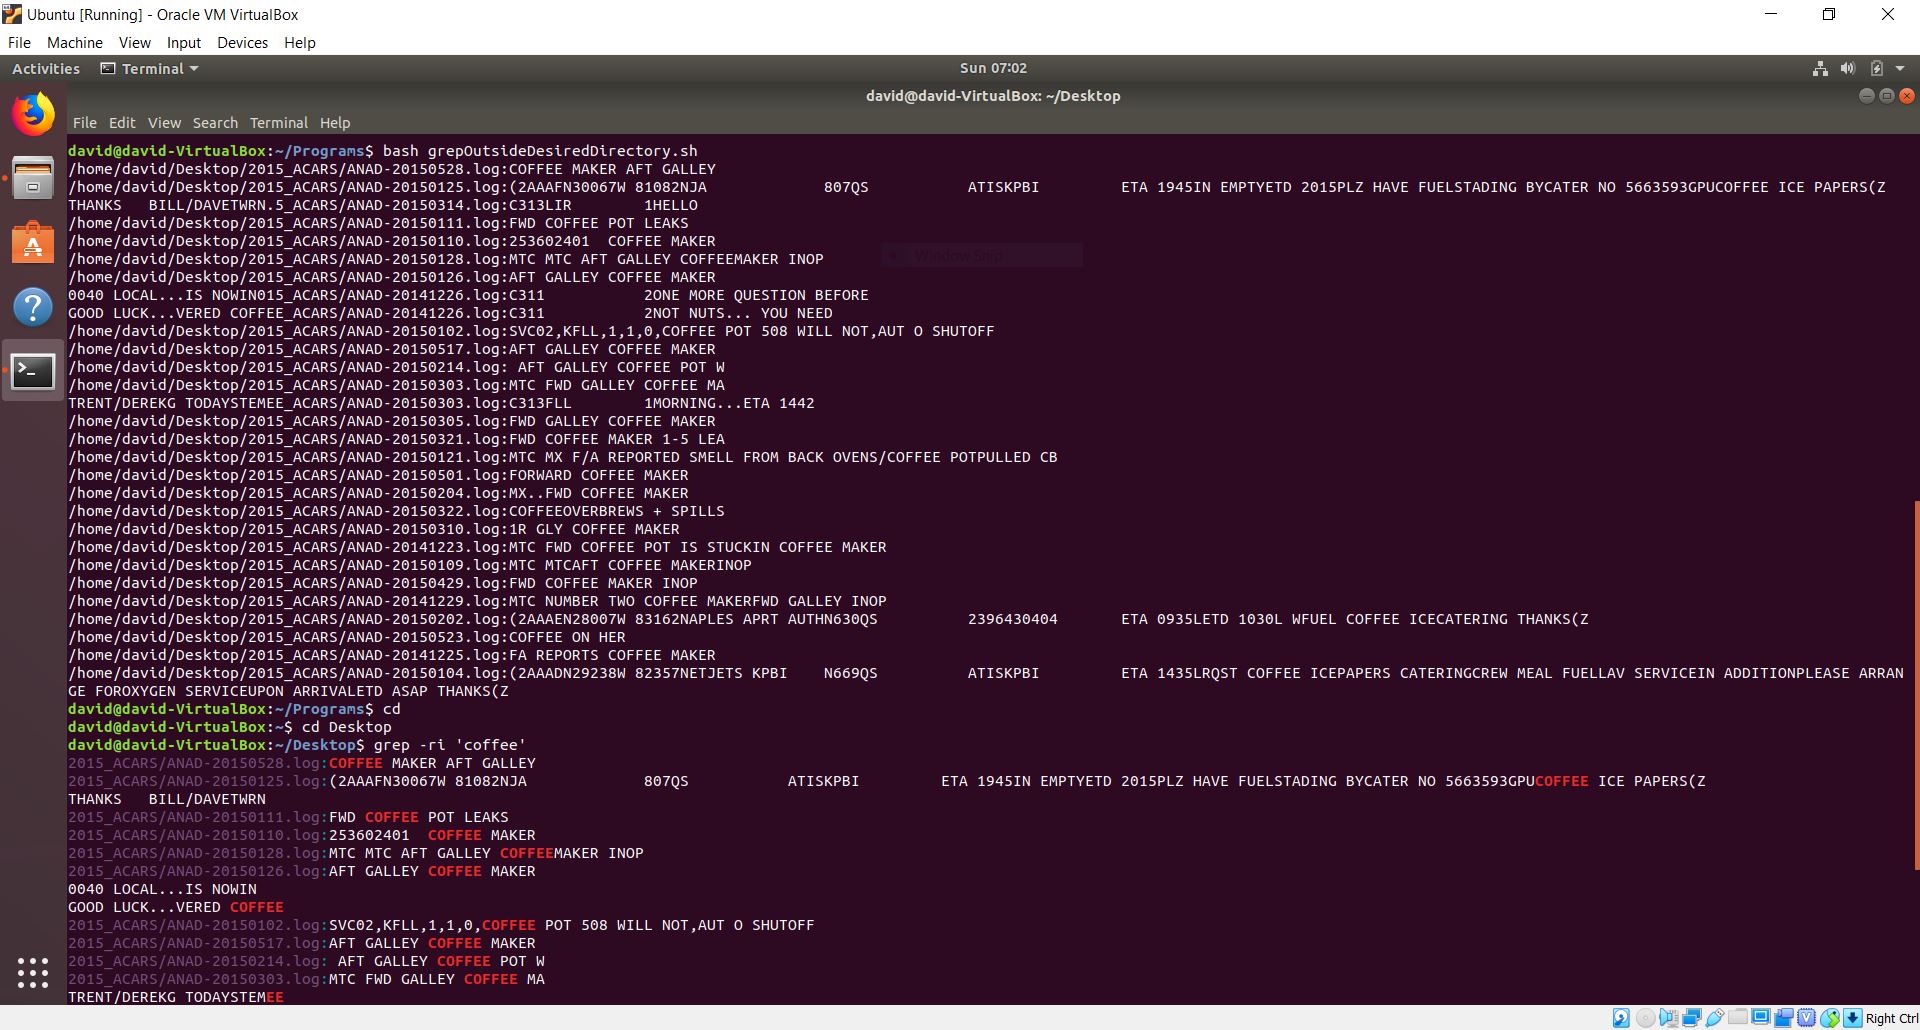 Ubuntu [Running] - Oracle VM VirtualBox
File Machine View Input Devices Help
Activities Terminal Sun 07:02
david@david-VirtualBox: ~/Desktop
File Edit View Search Terminal Help
david@david-VirtualBox:~/Programs$ bash grepOutsideDesiredDirectory.sh
/home/david/Desktop/2015_ACARS/ANAD-20150528.log:COFFEE MAKER AFT GALLEY
/home/david/Desktop/2015_ACARS/ANAD-20150125.log:(2AAAFN30067W 81082NJA 807QS ATISKPBI ETA 1945IN EMPTYETD 2015PLZ HAVE FUELSTADING BYCATER NO 5663593GPUCOFFEE ICE PAPERS(Z
THANKS BILL/DAVETWRN.5_ACARS/ANAD-20150314.log:C313LIR 1HELLO
/home/david/Desktop/2015_ACARS/ANAD-20150111.log:FWD COFFEE POT LEAKS
/home/david/Desktop/2015_ACARS/ANAD-20150110.log:253602401 COFFEE MAKER
/home/david/Desktop/2015_ACARS/ANAD-20150128.log:MTC MTC AFT GALLEY COFFEEMAKER INOP
Window Snip
/home/david/Desktop/2015_ACARS/ANAD-20150126.log:AFT GALLEY COFFEE MAKER
0040 LOCAL...IS NOWIN015_ACARS/ANAD-20141226.log:C311 2ONE MORE QUESTION BEFORE
GOOD LUCK...VERED COFFEE_ACARS/ANAD-20141226.log:C311 2NOT NUTS... YOU NEED
/home/david/Desktop/2015_ACARS/ANAD-20150102.log:SVC02,KFLL,1,1,0,COFFEE POT 508 WILL NOT,AUT O SHUTOFF
/home/david/Desktop/2015_ACARS/ANAD-20150517.log:AFT GALLEY COFFEE MAKER
/home/david/Desktop/2015_ACARS/ANAD-20150214.log: AFT GALLEY COFFEE POT W
/home/david/Desktop/2015_ACARS/ANAD-20150303.log:MTC FWD GALLEY COFFEE MA
TRENT/DEREKG TODAYSTEMEE_ACARS/ANAD-20150303.log:C313FLL 1MORNING...ETA 1442
/home/david/Desktop/2015_ACARS/ANAD-20150305.log:FWD GALLEY COFFEE MAKER
/home/david/Desktop/2015_ACARS/ANAD-20150321.log:FWD COFFEE MAKER 1-5 LEA
/home/david/Desktop/2015_ACARS/ANAD-20150121.log:MTC MX F/A REPORTED SMELL FROM BACK OVENS/COFFEE POTPULLED CB
/home/david/Desktop/2015_ACARS/ANAD-20150501.log:FORWARD COFFEE MAKER
/home/david/Desktop/2015_ACARS/ANAD-20150204.log:MX..FWD COFFEE MAKER
/home/david/Desktop/2015_ACARS/ANAD-20150322.log:COFFEEOVERBREWS + SPILLS
/home/david/Desktop/2015_ACARS/ANAD-20150310.log:1R GLY COFFEE MAKER
/home/david/Desktop/2015_ACARS/ANAD-20141223.log:MTC FWD COFFEE POT IS STUCKIN COFFEE MAKER
/home/david/Desktop/2015_ACARS/ANAD-20150109.log:MTC MTCAFT COFFEE MAKERINOP
/home/david/Desktop/2015_ACARS/ANAD-20150429.log:FWD COFFEE MAKER INOP
/home/david/Desktop/2015_ACARS/ANAD-20141229.log:MTC NUMBER TWO COFFEE MAKERFWD GALLEY INOP
/home/david/Desktop/2015_ACARS/ANAD-20150202.log:(2AAAEN28007W 83162NAPLES APRT AUTHN630QS 2396430404 ETA 0935LETD 1030L WFUEL COFFEE ICECATERING THANKS(Z
/home/david/Desktop/2015_ACARS/ANAD-20150523.log:COFFEE ON HER
/home/david/Desktop/2015_ACARS/ANAD-20141225.log:FA REPORTS COFFEE MAKER
/home/david/Desktop/2015_ACARS/ANAD-20150104.log:(2AAADN29238W 82357NETJETS KPBI N669QS ATISKPBI ETA 1435LRQST COFFEE ICEPAPERS CATERINGCREW MEAL FUELLAV SERVICEIN ADDITIONPLEASE ARRAN
GE FOROXYGEN SERVICEUPON ARRIVALETD ASAP THANKS(Z
david@david-VirtualBox:~/Programs$ cd
david@david-VirtualBox:~$ cd Desktop
david@david-VirtualBox:~/Desktop$ grep -ri 'coffee'
2015_ACARS/ANAD-20150528.log:COFFEE MAKER AFT GALLEY
2015_ACARS/ANAD-20150125.log:(2AAAFN30067W 81082NJA 807QS ATISKPBI ETA 1945IN EMPTYETD 2015PLZ HAVE FUELSTADING BYCATER NO 5663593GPUCOFFEE ICE PAPERS(Z
THANKS BILL/DAVETWRN
2015_ACARS/ANAD-20150111.log:FWD COFFEE POT LEAKS
2015_ACARS/ANAD-20150110.log:253602401 COFFEE MAKER
2015_ACARS/ANAD-20150128.log:MTC MTC AFT GALLEY COFFEEMAKER INOP
2015_ACARS/ANAD-20150126.log:AFT GALLEY COFFEE MAKER
0040 LOCAL...IS NOWIN
GOOD LUCK...VERED COFFEE
2015_ACARS/ANAD-20150102.log:SVC02,KFLL,1,1,0,COFFEE POT 508 WILL NOT,AUT O SHUTOFF
2015_ACARS/ANAD-20150517.log:AFT GALLEY COFFEE MAKER
2015_ACARS/ANAD-20150214.log: AFT GALLEY COFFEE POT W
2015_ACARS/ANAD-20150303.log:MTC FWD GALLEY COFFEE MA
TRENT/DEREKG TODAYSTEMEE
Right Ctrl